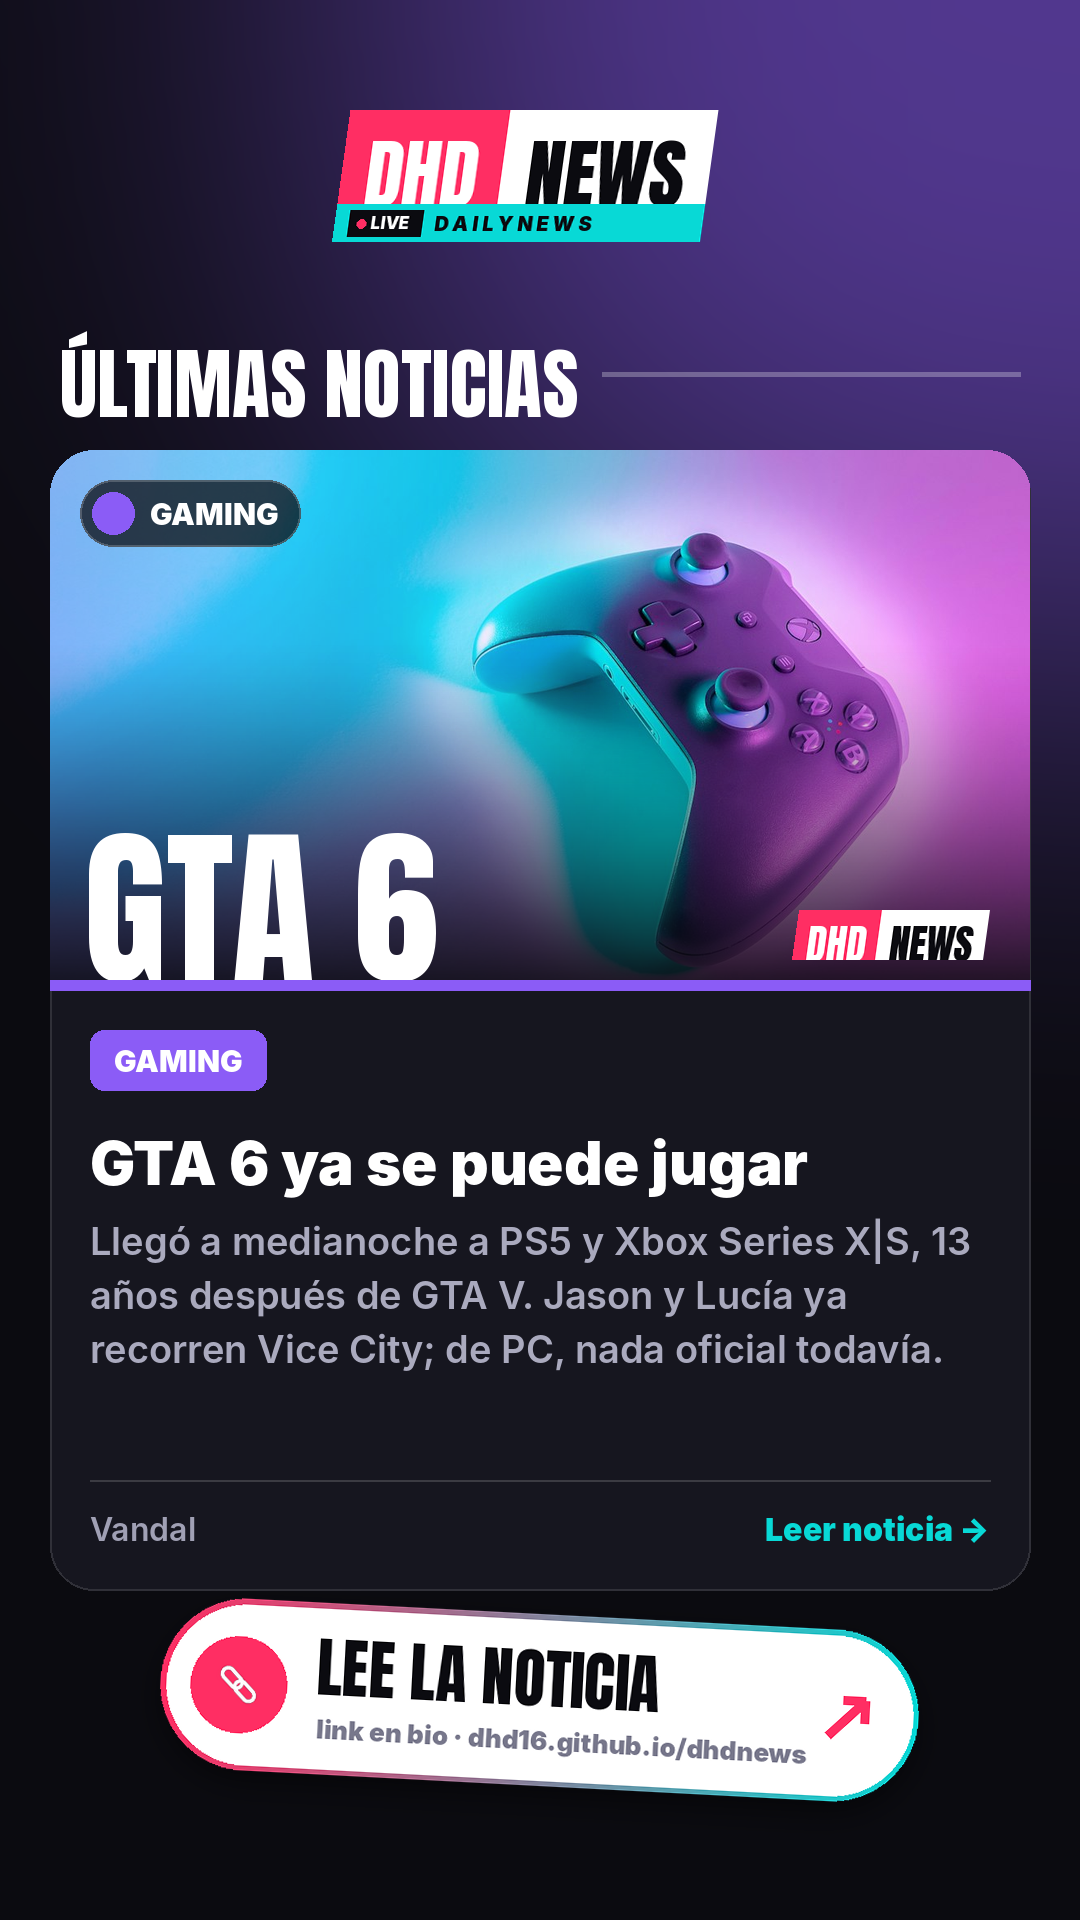 DHD NEWS
LIVE DAILYNEWS
ÚLTIMAS NOTICIAS
GAMING
GTA 6
DHD NEWS
GAMING
GTA 6 ya se puede jugar
Llegó a medianoche a PS5 y Xbox Series X|S, 13
años después de GTA V. Jason y Lucía ya
recorren Vice City; de PC, nada oficial todavía.
Vandal
Leer noticia →
LEE LA NOTICIA
link en bio · dhd16.github.io/dhdnews